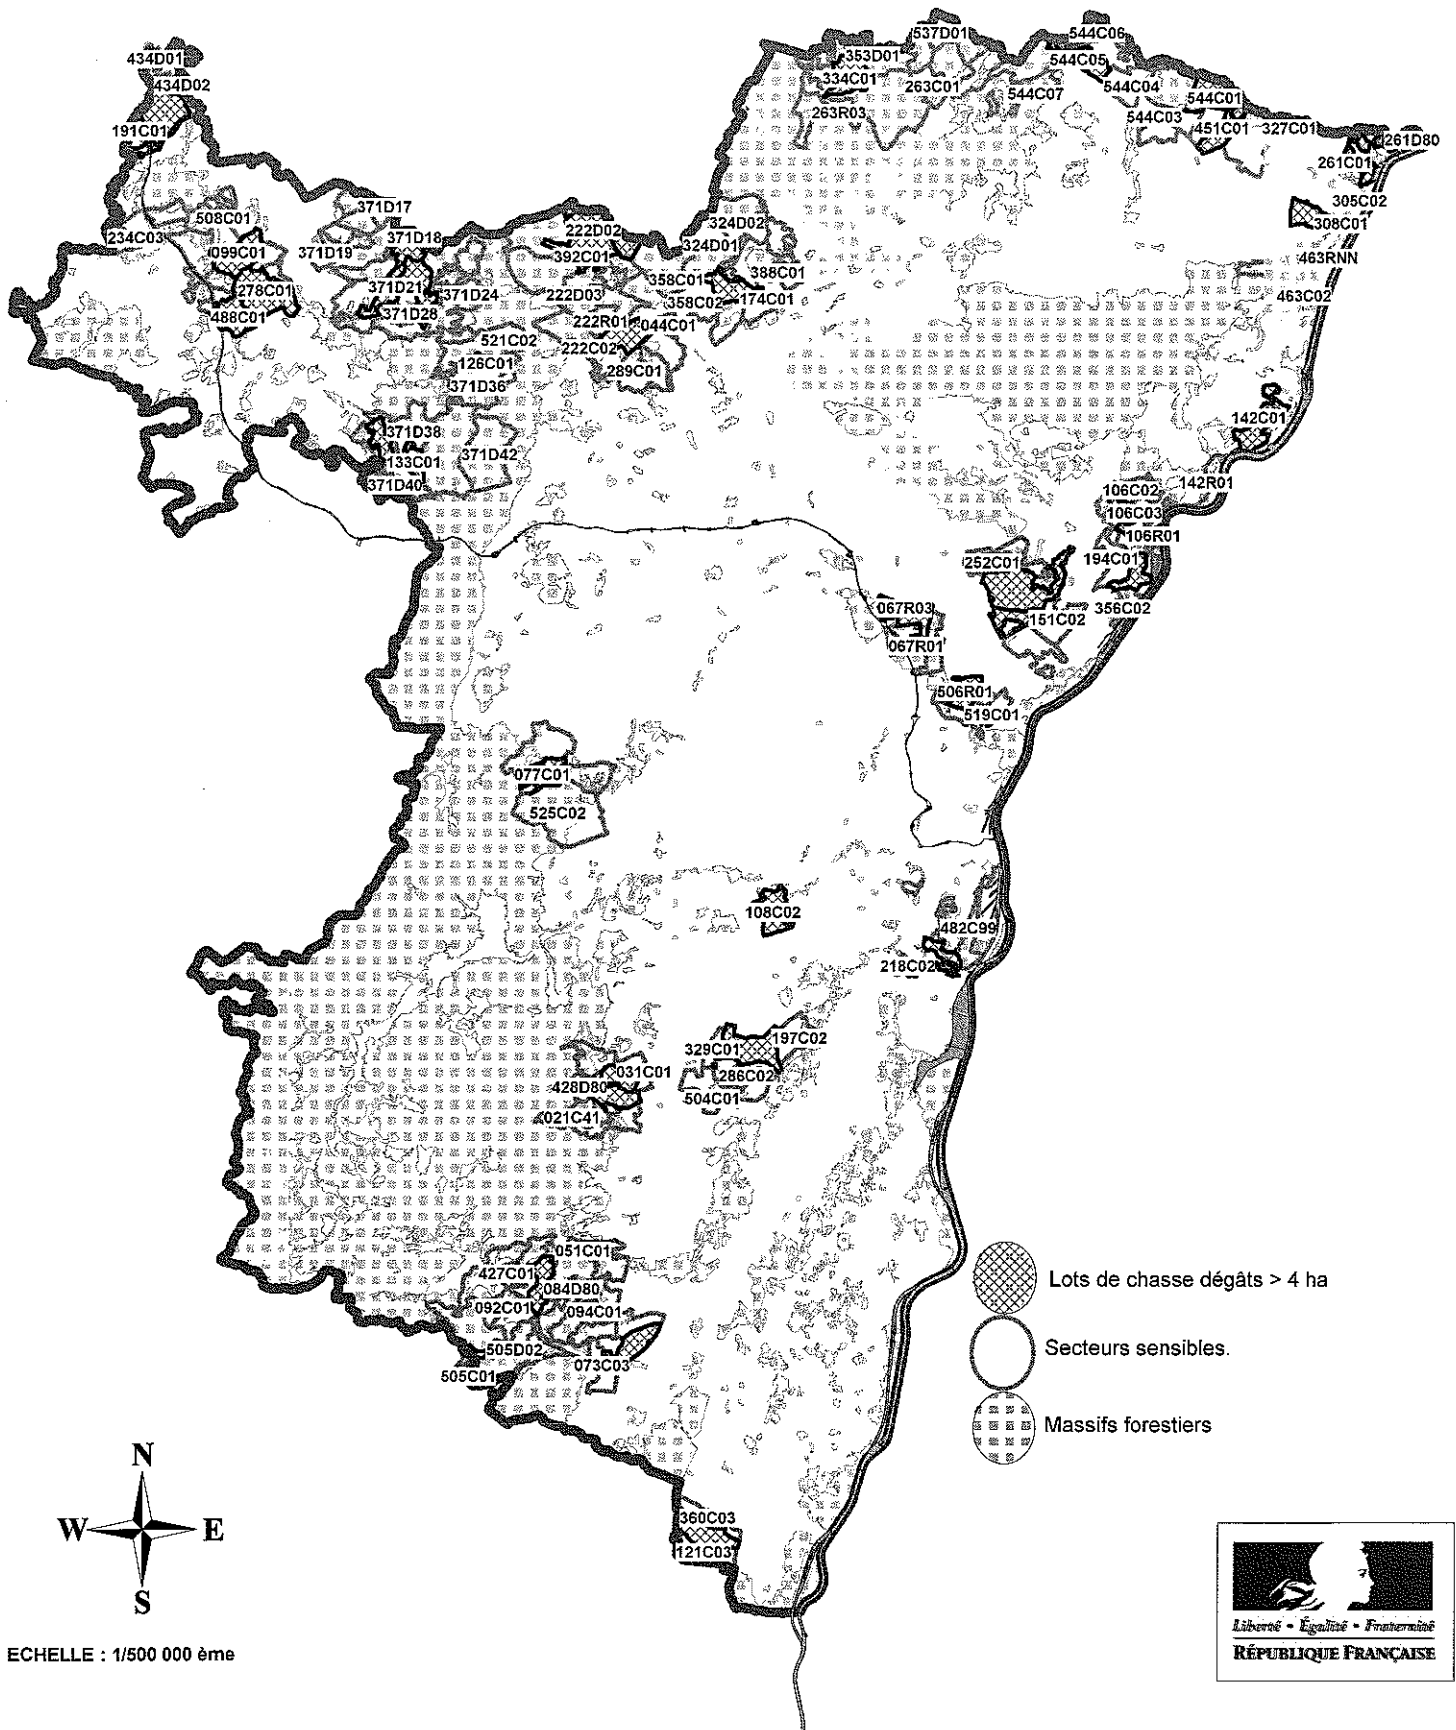 537D01
544C06
434D01
353D01
544C05
434D02
334C01
263C01
544C04
544C07
544C01
263R03
544C03
451C01
327C01
191C01
261D80
261C01
305C02
371D17
508C01
222D02
324D02
308C01
234C03
371D18
324D01
099C01
371D19
392C01
463RNN
388C01
358C01
278C01
371D21
371D24
222D03
463C02
358C02
174C01
488C01
371D28
222R01
044C01
521C02
222C02
126C01
289C01
371D36
142C01
371D38
371D42
133C01
371D40
142R01
106C02
106C03
106R01
252C01
194C01
067R03
356C02
151C02
067R01
506R01
519C01
077C01
525C02
108C02
482C99
218C02
197C02
329C01
031C01
286C02
428D80
504C01
021C41
051C01
427C01
084D80
Lots de chasse dégâts > 4 ha
092C01
094C01
505D02
Secteurs sensibles.
073C03
505C01
Massifs forestiers
N
W
E
S
360C03
121C03
Liberté • Égalité • Fraternité
RÉPUBLIQUE FRANÇAISE
ECHELLE : 1/500 000 ème